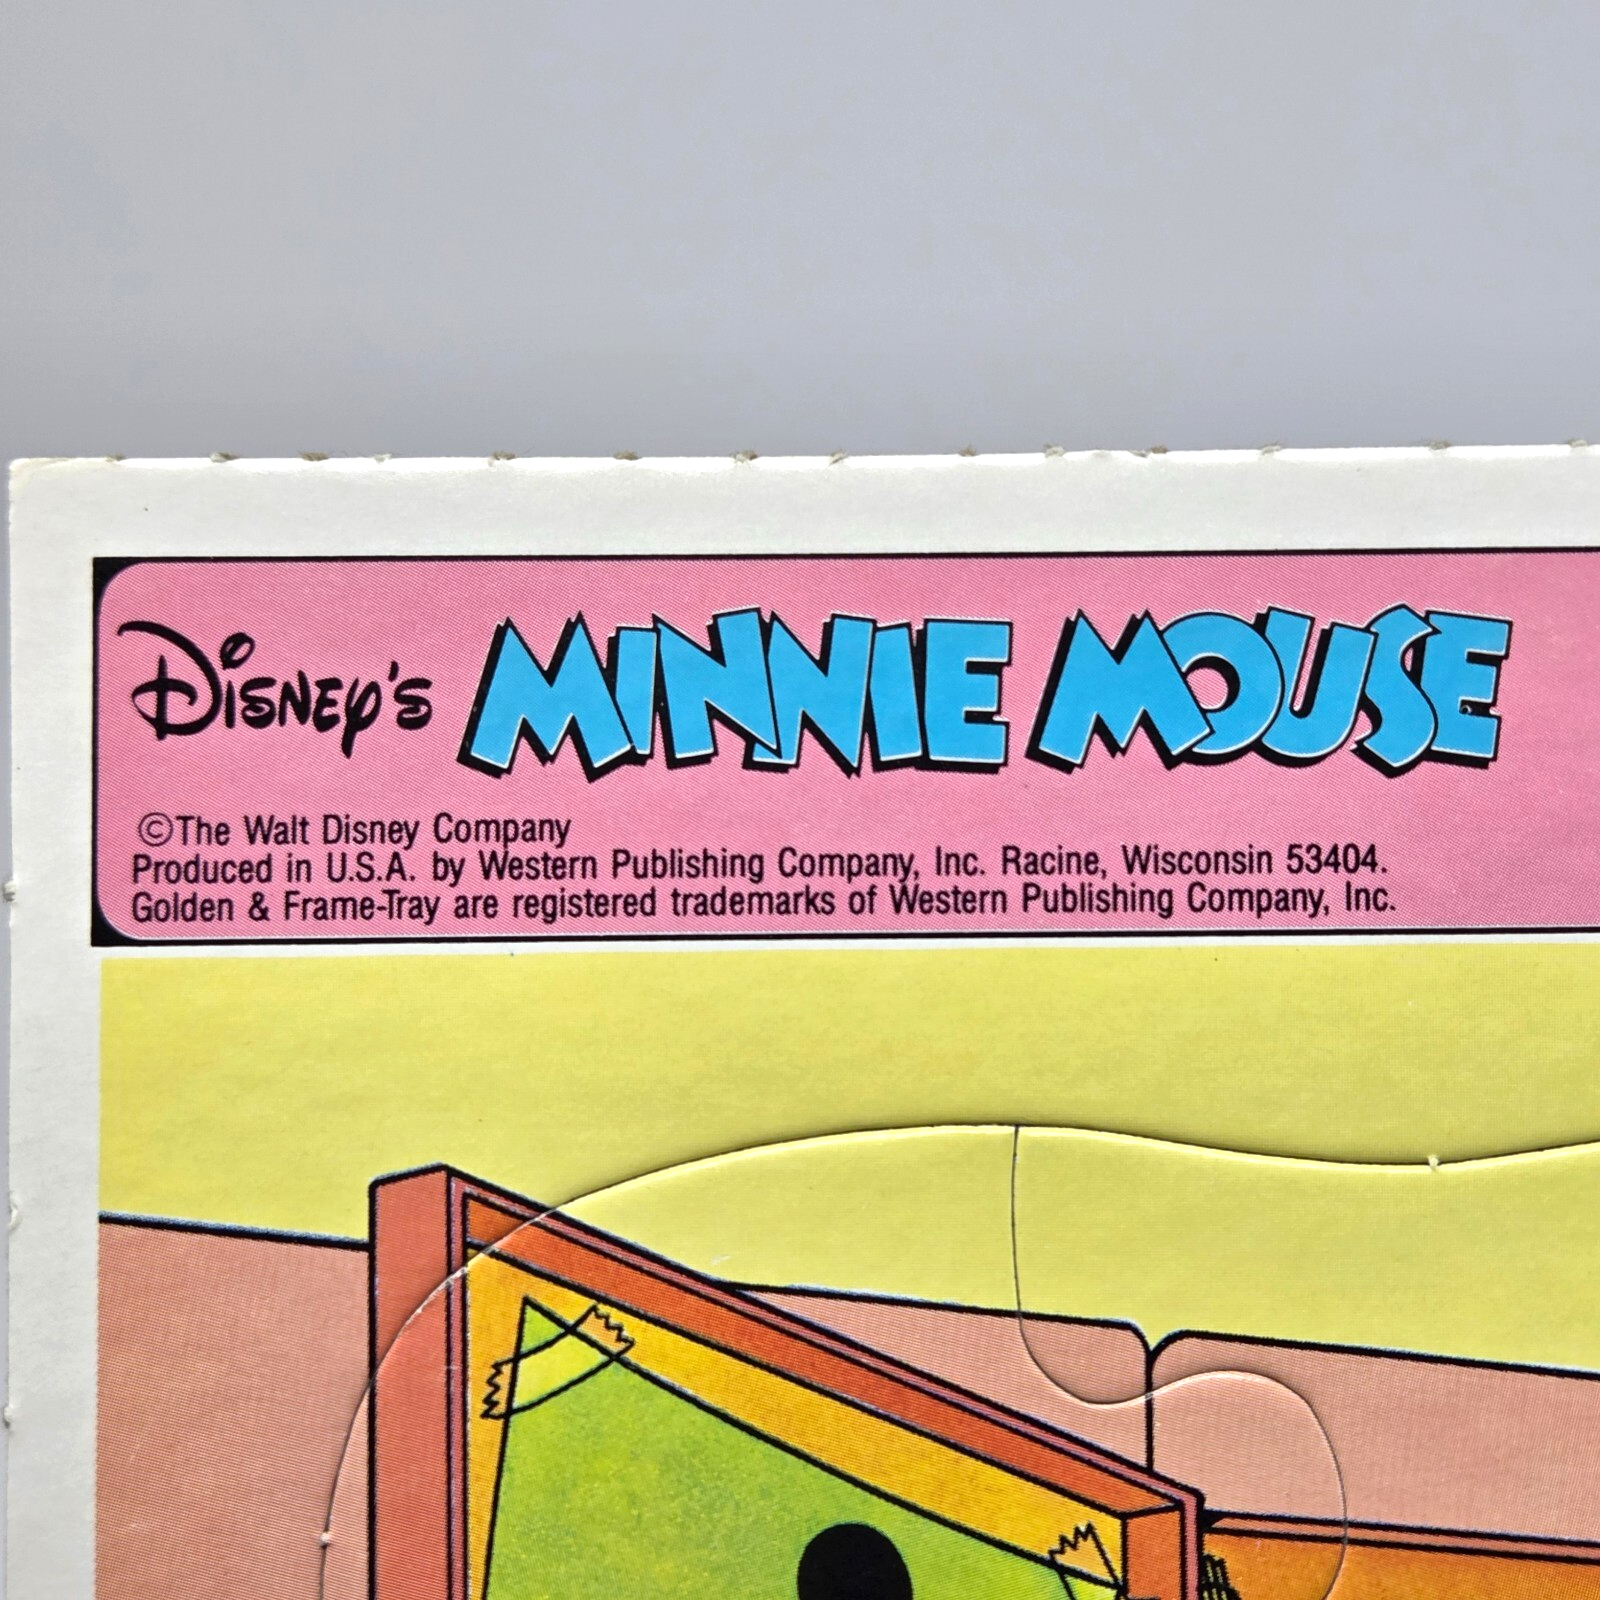 Disney's MINNIE MOUSE
©The Walt Disney Company
Produced in U.S.A. by Western Publishing Company, Inc. Racine, Wisconsin 53404.
Golden & Frame-Tray are registered trademarks of Western Publishing Company, Inc.